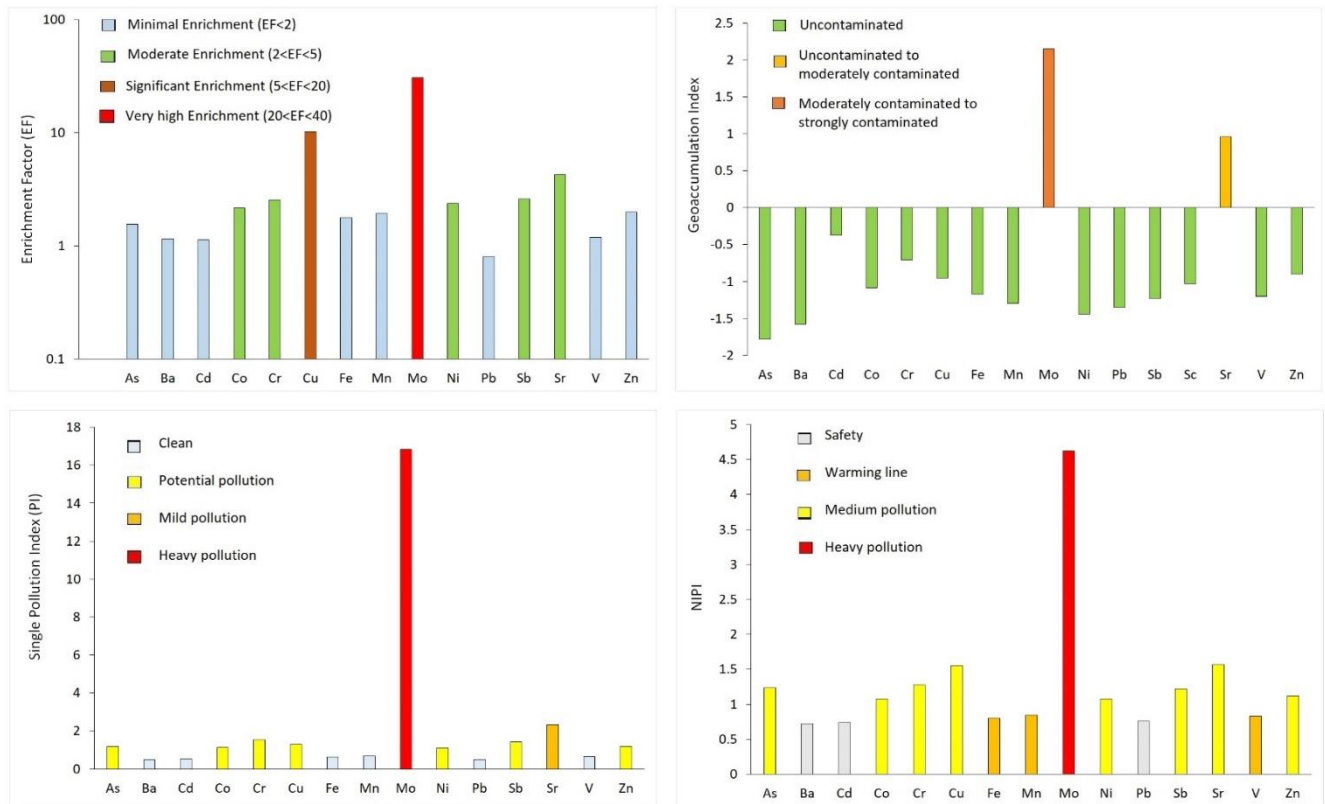 100
10
1
0.1
Enrichment Factor (EF)
Minimal Enrichment (EF<2)
Moderate Enrichment (2<EF<5)
Significant Enrichment (5<EF<20)
Very high Enrichment (20<EF<40)
As Ba Cd Co Cr Cu Fe Mn Mo Ni Pb Sb Sr V Zn
2.5
2
1.5
1
0.5
0
-0.5
-1
-1.5
-2
Geoaccumulation Index
Uncontaminated
Uncontaminated to
moderately contaminated
Moderately contaminated to
strongly contaminated
As Ba Cd Co Cr Cu Fe Mn Mo Ni Pb Sb Sc Sr V Zn
18
16
14
12
10
8
6
4
2
0
Single Pollution Index (PI)
Clean
Potential pollution
Mild pollution
Heavy pollution
As Ba Cd Co Cr Cu Fe Mn Mo Ni Pb Sb Sr V Zn
5
4.5
4
3.5
3
2.5
2
1.5
1
0.5
0
NIPI
Safety
Warming line
Medium pollution
Heavy pollution
As Ba Cd Co Cr Cu Fe Mn Mo Ni Pb Sb Sr V Zn